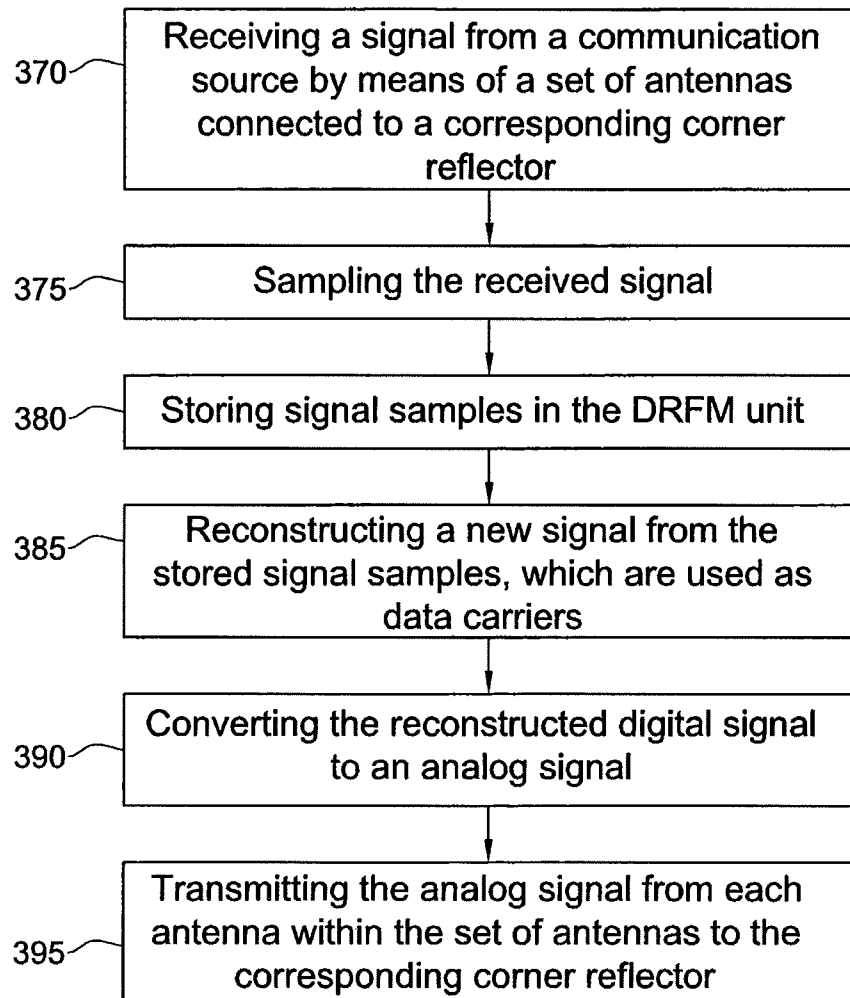 370
Receiving a signal from a communication
source by means of a set of antennas
connected to a corresponding corner
reflector
375
Sampling the received signal
380
Storing signal samples in the DRFM unit
385
Reconstructing a new signal from the
stored signal samples, which are used as
data carriers
390
Converting the reconstructed digital signal
to an analog signal
395
Transmitting the analog signal from each
antenna within the set of antennas to the
corresponding corner reflector